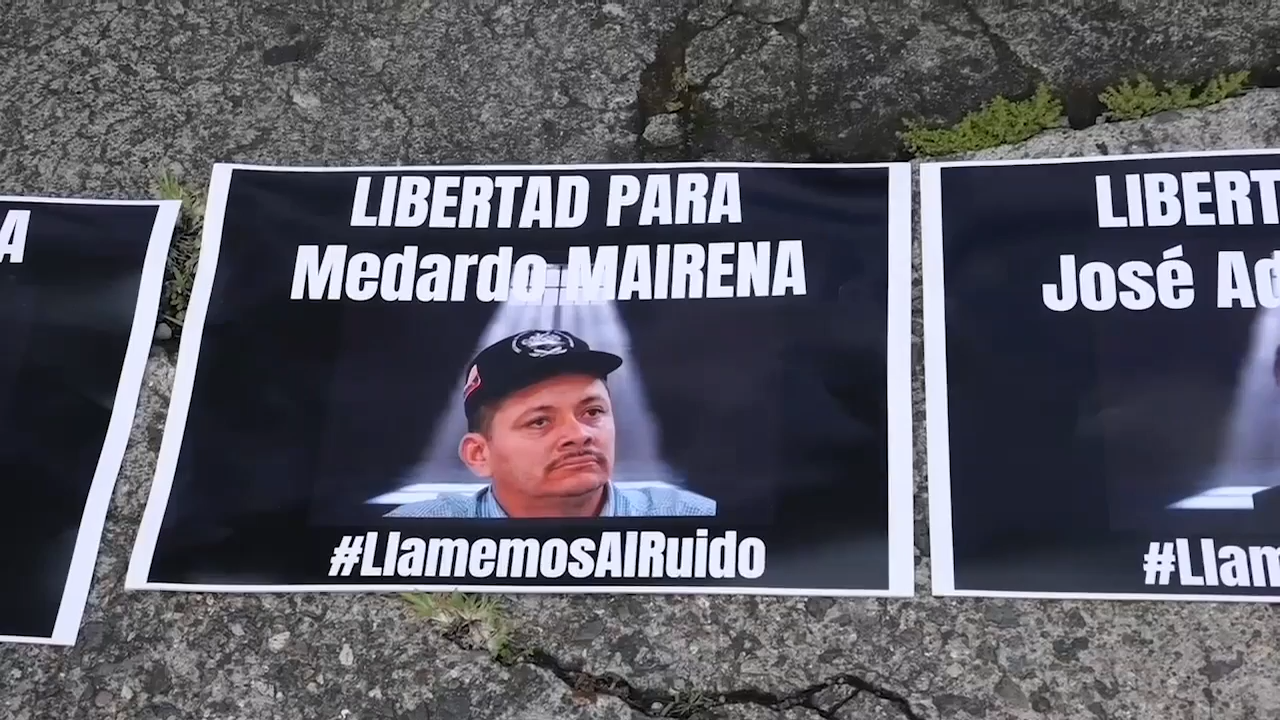 A
LIBERTAD PARA
Medardo MAIRENA
#LlamemosAlRuido
LIBERT
José Ad
#Llam